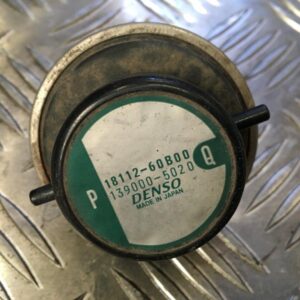 18112-60B00
P 139000-5020 Q
DENSO
MADE IN JAPAN